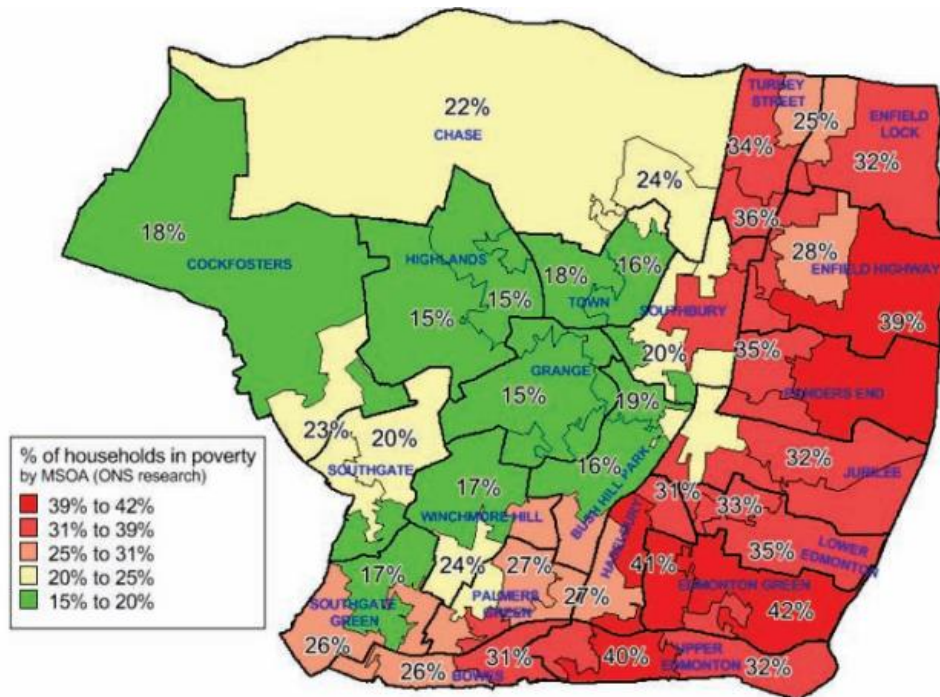 TURKEY
STREET
22%
CHASE
25%
ENFIELD
LOCK
34%
32%
24%
36%
18%
COCKFOSTERS
HIGHLANDS
16%
28%
18%
ENFIELD HIGHWAY
15%
TOWN
15%
SOUTHBURY
39%
20%
35%
GRANGE
15%
PONDERS END
19%
23%
20%
% of households in poverty
by MSOA (ONS research)
39% to 42%
31% to 39%
25% to 31%
20% to 25%
15% to 20%
SOUTHGATE
16%
BUSH HILL PARK
32%
JUBILEE
17%
31%
33%
WINCHMORE HILL
HASELBURY
35%
LOWER
EDMONTON
17%
24%
27%
41%
EDMONTON GREEN
SOUTHGATE
GREEN
PALMERS
GREEN
27%
42%
26%
26%
BOWES
31%
40%
UPPER
EDMONTON
32%